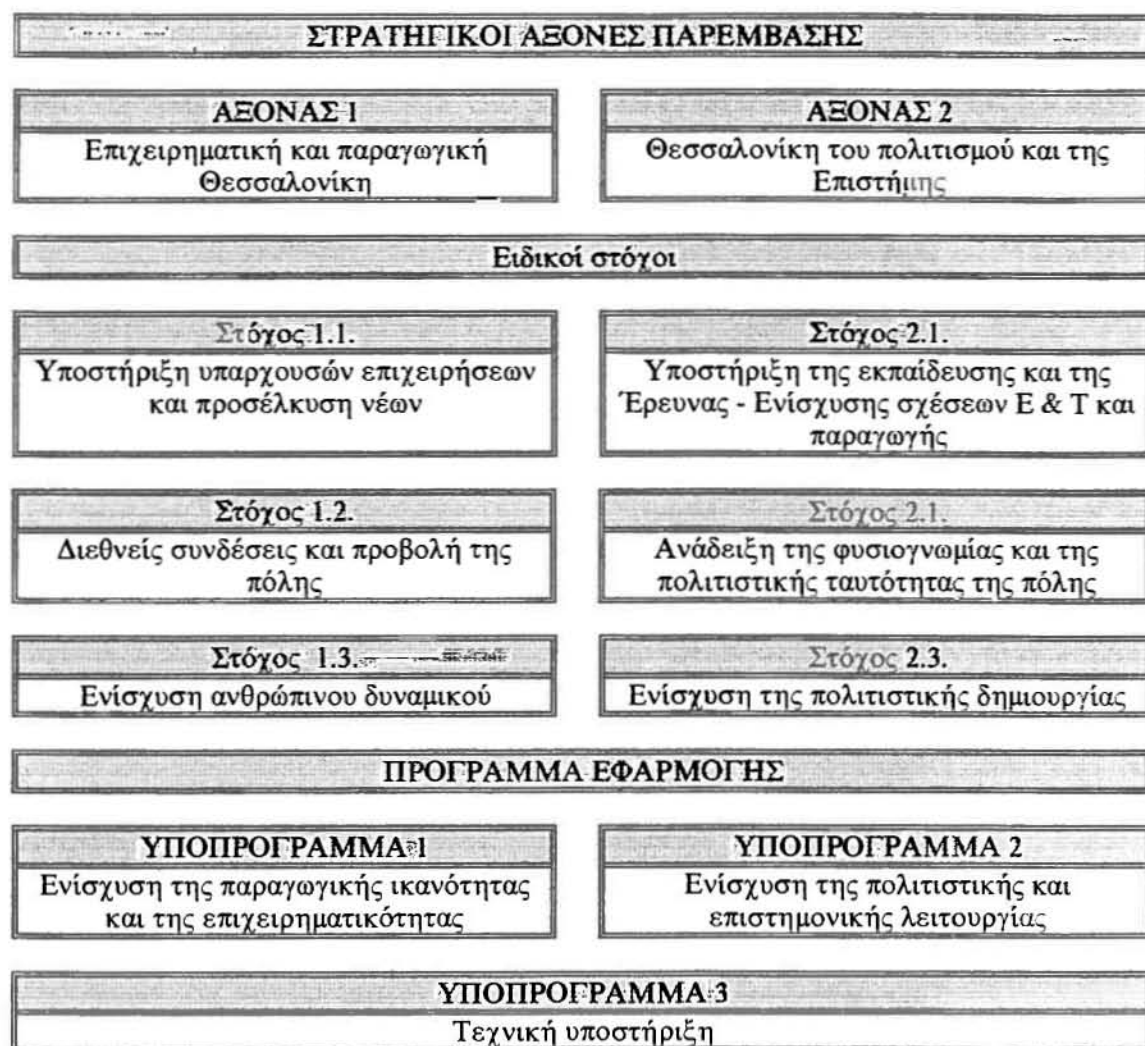 ΣΤΡΑΤΗΓΙΚΟΙ ΑΞΟΝΕΣ ΠΑΡΕΜΒΑΣΗΣ
ΑΞΟΝΑΣ 1
Επιχειρηματική και παραγωγική
Θεσσαλονίκη
ΑΞΟΝΑΣ 2
Θεσσαλονίκη του πολιτισμού και της
Επιστήμης
Ειδικοί στόχοι
Στόχος 1.1.
Υποστήριξη υπαρχουσών επιχειρήσεων
και προσέλκυση νέων
Στόχος 2.1.
Υποστήριξη της εκπαίδευσης και της
Έρευνας - Ενίσχυσης σχέσεων Ε & Τ και
παραγωγής
Στόχος 1.2.
Διεθνείς συνδέσεις και προβολή της
πόλης
Στόχος 2.1.
Ανάδειξη της φυσιογνωμίας και της
πολιτιστικής ταυτότητας της πόλης
Στόχος 1.3.
Ενίσχυση ανθρώπινου δυναμικού
Στόχος 2.3.
Ενίσχυση της πολιτιστικής δημιουργίας
ΠΡΟΓΡΑΜΜΑ ΕΦΑΡΜΟΓΗΣ
ΥΠΟΠΡΟΓΡΑΜΜΑ 1
Ενίσχυση της παραγωγικής ικανότητας
και της επιχειρηματικότητας
ΥΠΟΠΡΟΓΡΑΜΜΑ 2
Ενίσχυση της πολιτιστικής και
επιστημονικής λειτουργίας
ΥΠΟΠΡΟΓΡΑΜΜΑ 3
Τεχνική υποστήριξη